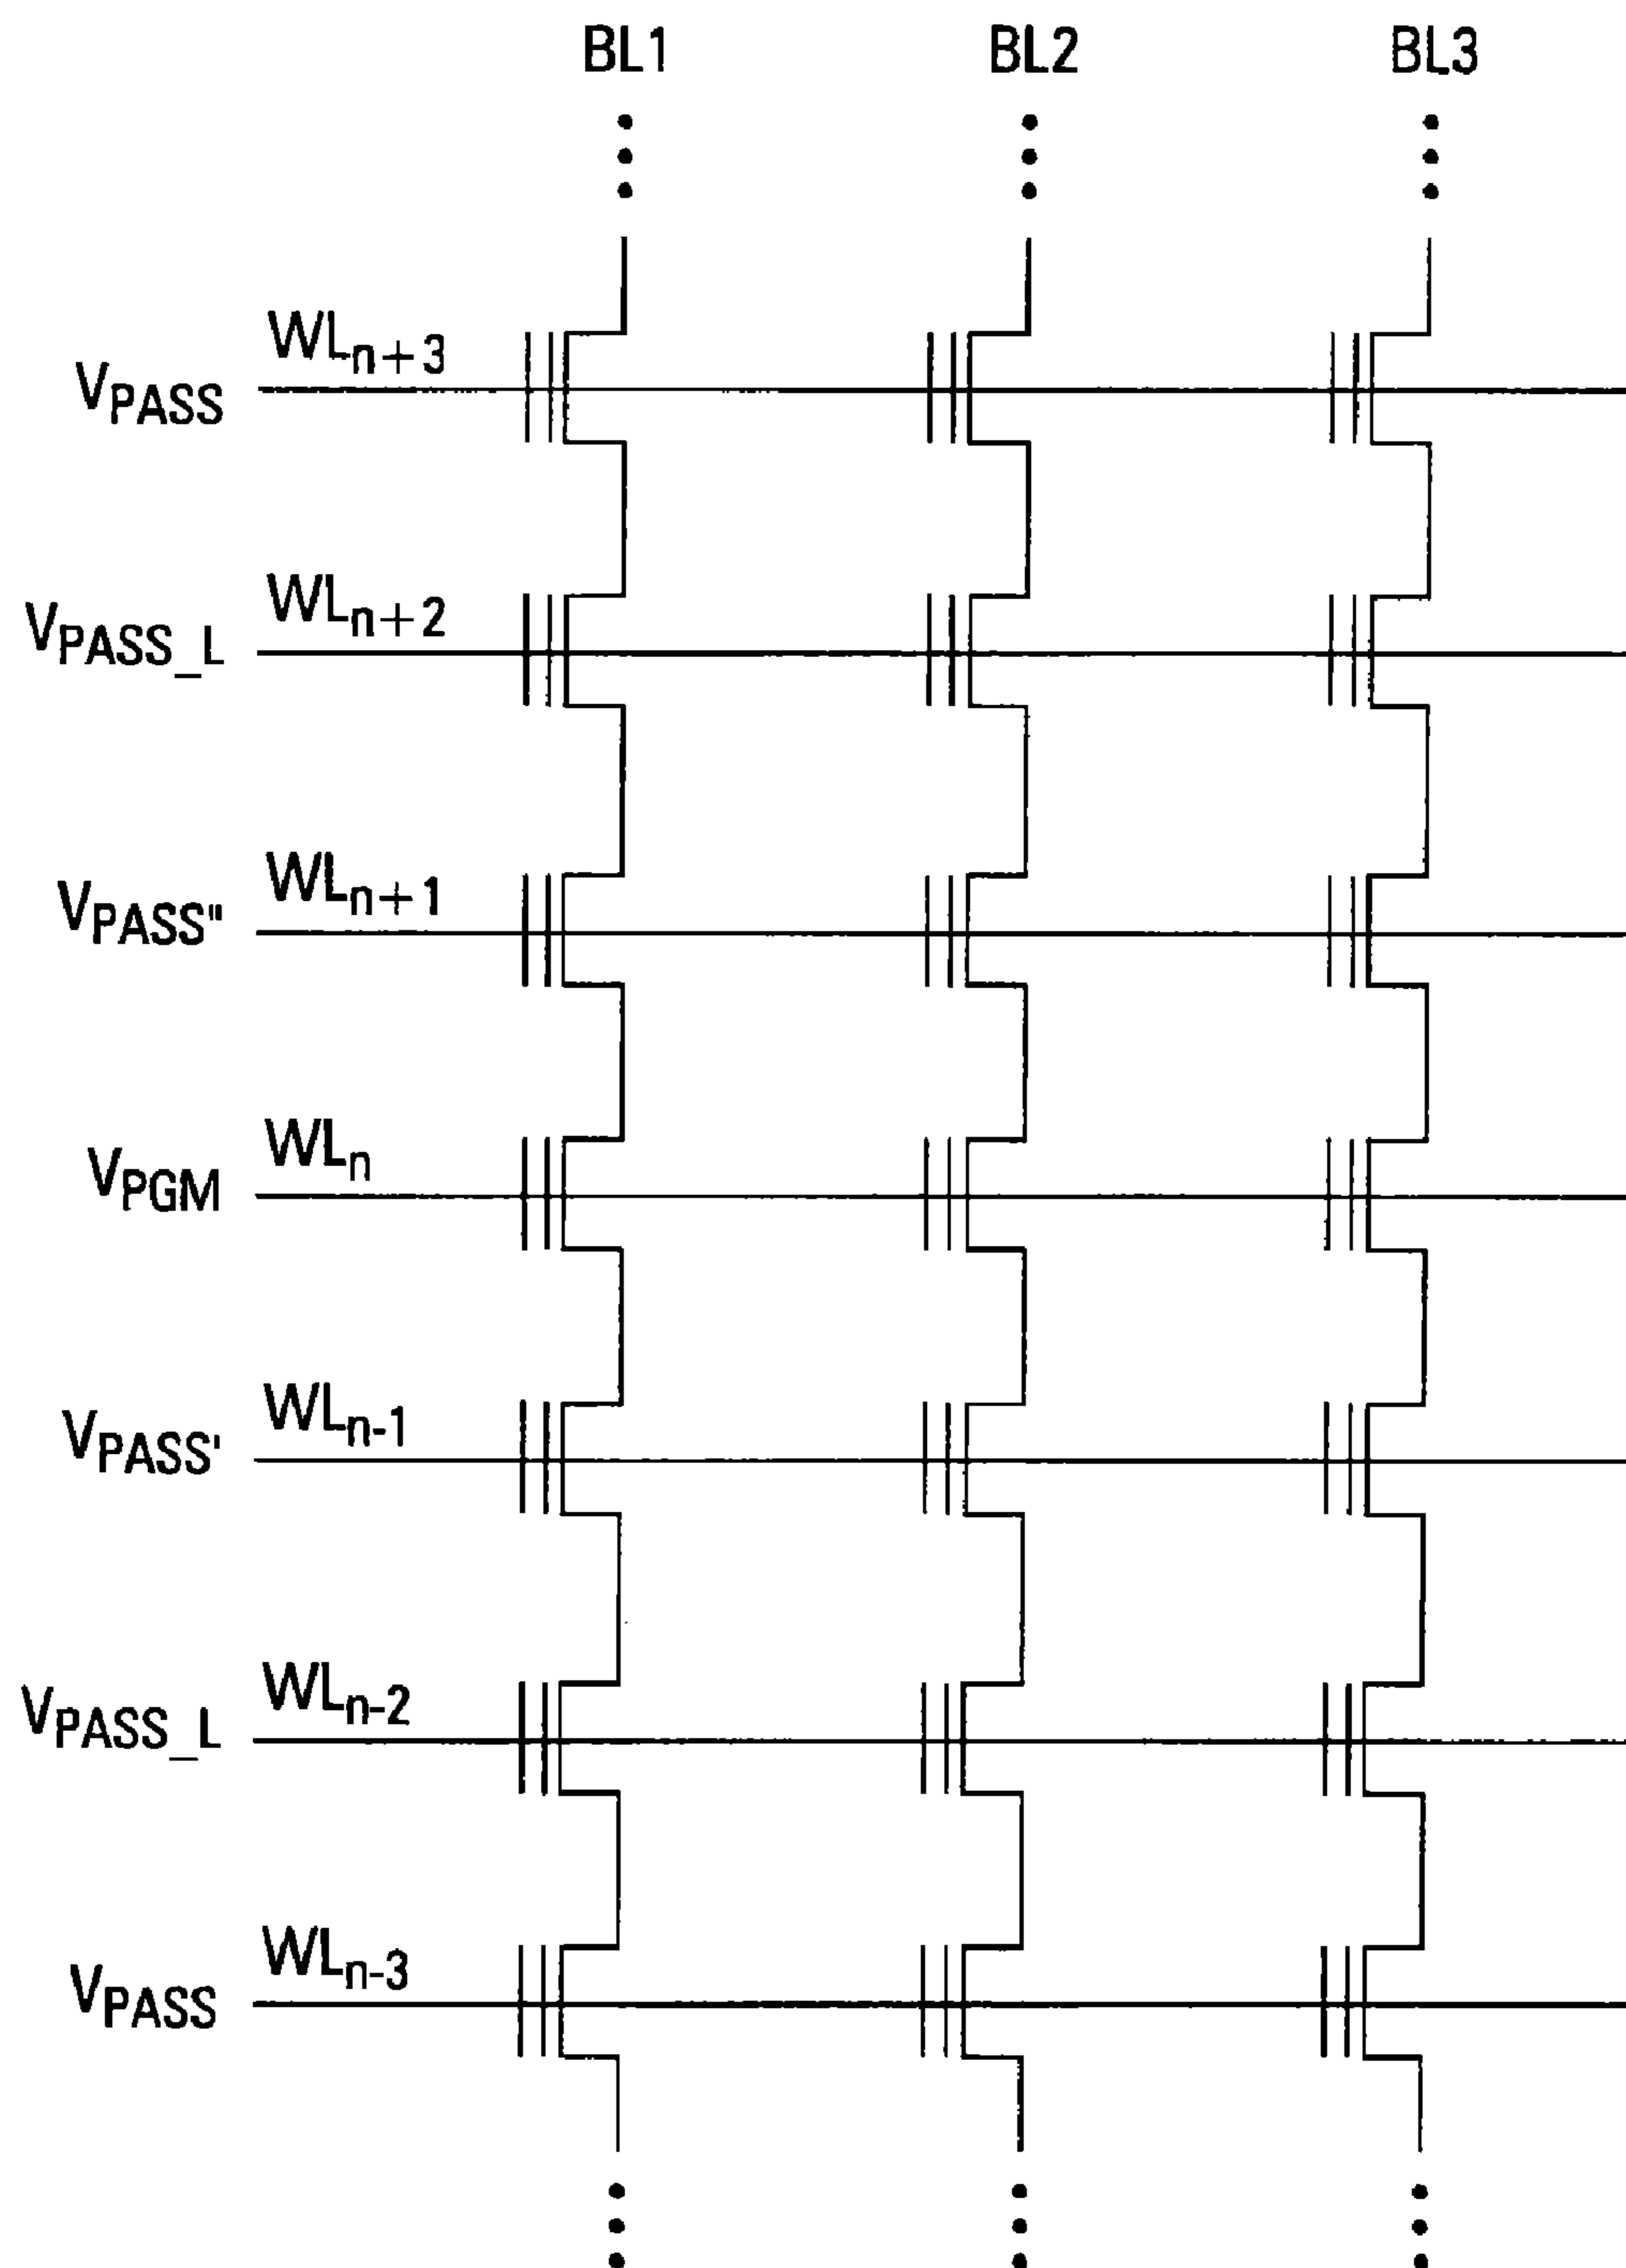 BL1 BL2 BL3
VPASS WLn+3
VPASS_L WLn+2
VPASS" WLn+1
VPGM WLn
VPASS' WLn-1
VPASS_L WLn-2
VPASS WLn-3